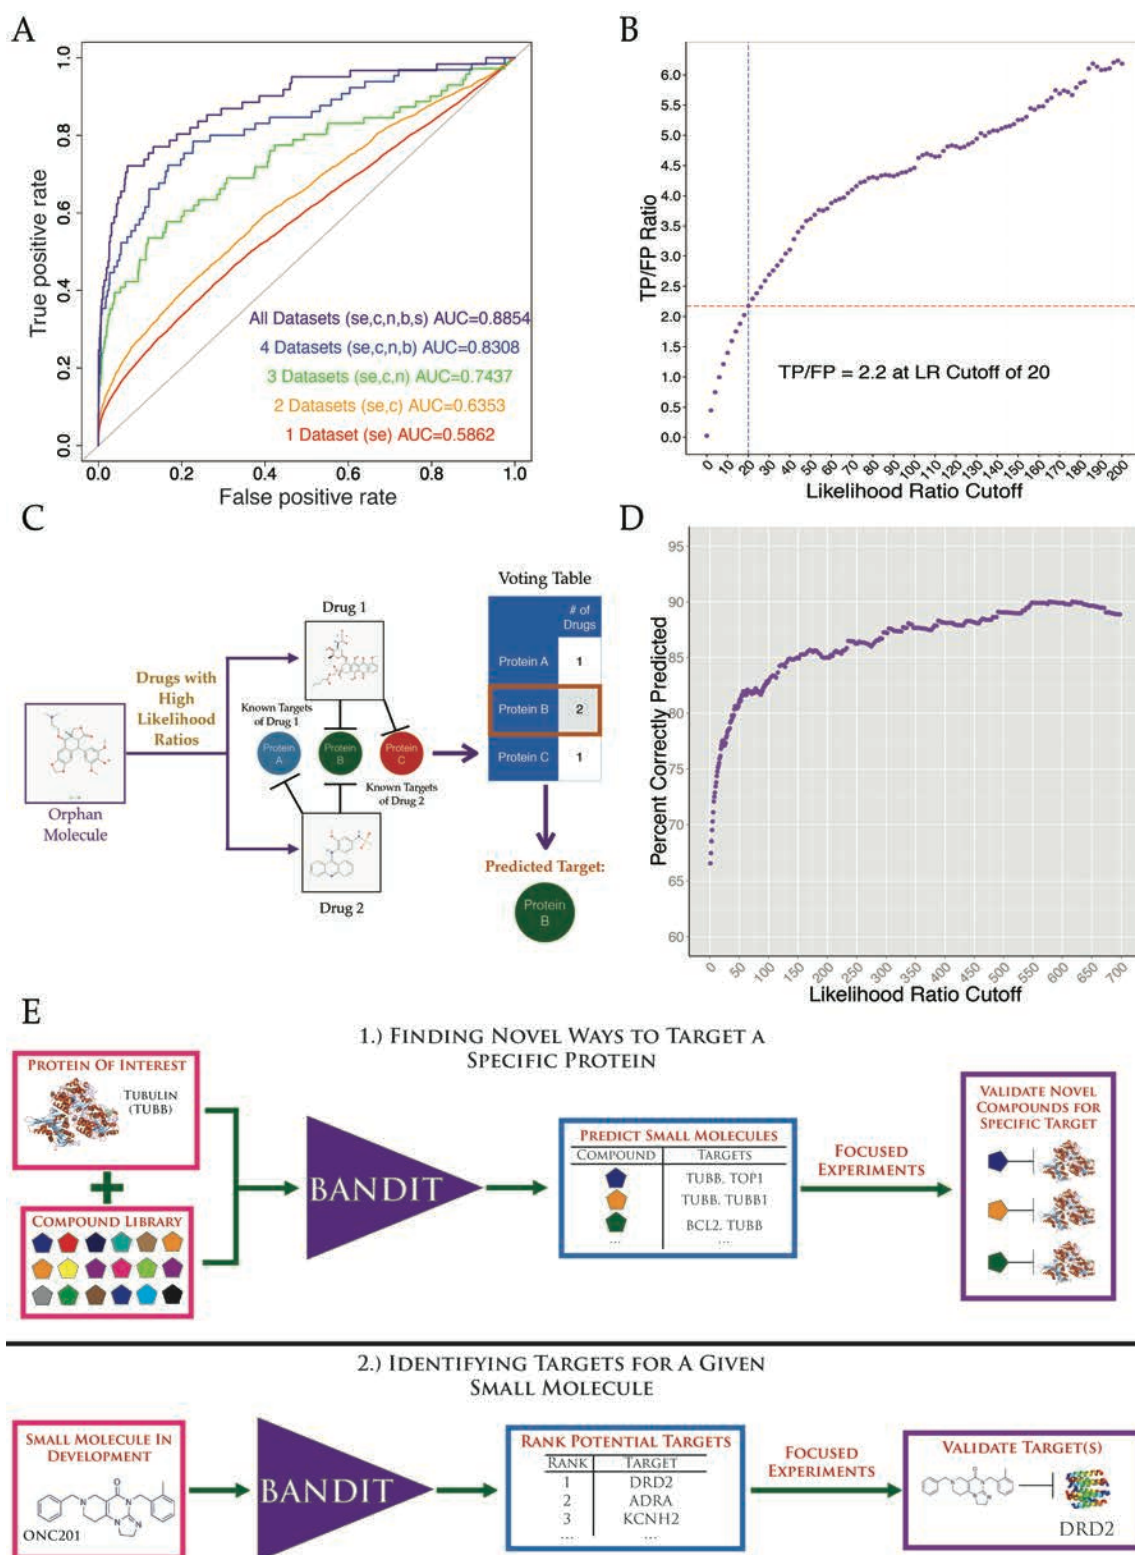 A
1.0
0.8
0.6
0.4
0.2
0.0
True positive rate
All Datasets (se,c,n,b,s) AUC=0.8854
4 Datasets (se,c,n,b) AUC=0.8308
3 Datasets (se,c,n) AUC=0.7437
2 Datasets (se,c) AUC=0.6353
1 Dataset (se) AUC=0.5862
0.0 0.2 0.4 0.6 0.8 1.0
False positive rate
B
6.0
5.5
5.0
4.5
4.0
3.5
3.0
2.5
2.0
1.5
1.0
0.5
0.0
TP/FP Ratio
TP/FP = 2.2 at LR Cutoff of 20
0 10 20 30 40 50 60 70 80 90 100 110 120 130 140 150 160 170 180 190 200
Likelihood Ratio Cutoff
C
Orphan
Molecule
Drugs with
High
Likelihood
Ratios
Drug 1
Known Targets
of Drug 1
Protein
A
Protein
B
Protein
C
Known Targets
of Drug 2
Drug 2
Voting Table
# of
Drugs
Protein A 1
Protein B 2
Protein C 1
Predicted Target:
Protein
B
D
95
90
85
80
75
70
65
60
Percent Correctly Predicted
0 50 100 150 200 250 300 350 400 450 500 550 600 650 700
Likelihood Ratio Cutoff
E
1.) FINDING NOVEL WAYS TO TARGET A
SPECIFIC PROTEIN
PROTEIN OF INTEREST
TUBULIN
(TUBB)
+
COMPOUND LIBRARY
BANDIT
PREDICT SMALL MOLECULES
COMPOUND TARGETS
TUBB, TOP1
TUBB, TUBB1
BCL2, TUBB
... ...
FOCUSED
EXPERIMENTS
VALIDATE NOVEL
COMPOUNDS FOR
SPECIFIC TARGET
2.) IDENTIFYING TARGETS FOR A GIVEN
SMALL MOLECULE
SMALL MOLECULE IN
DEVELOPMENT
O
N
N
N
N
ONC201
BANDIT
RANK POTENTIAL TARGETS
RANK TARGET
1 DRD2
2 ADRA
3 KCNH2
... ...
FOCUSED
EXPERIMENTS
VALIDATE TARGET(S)
DRD2